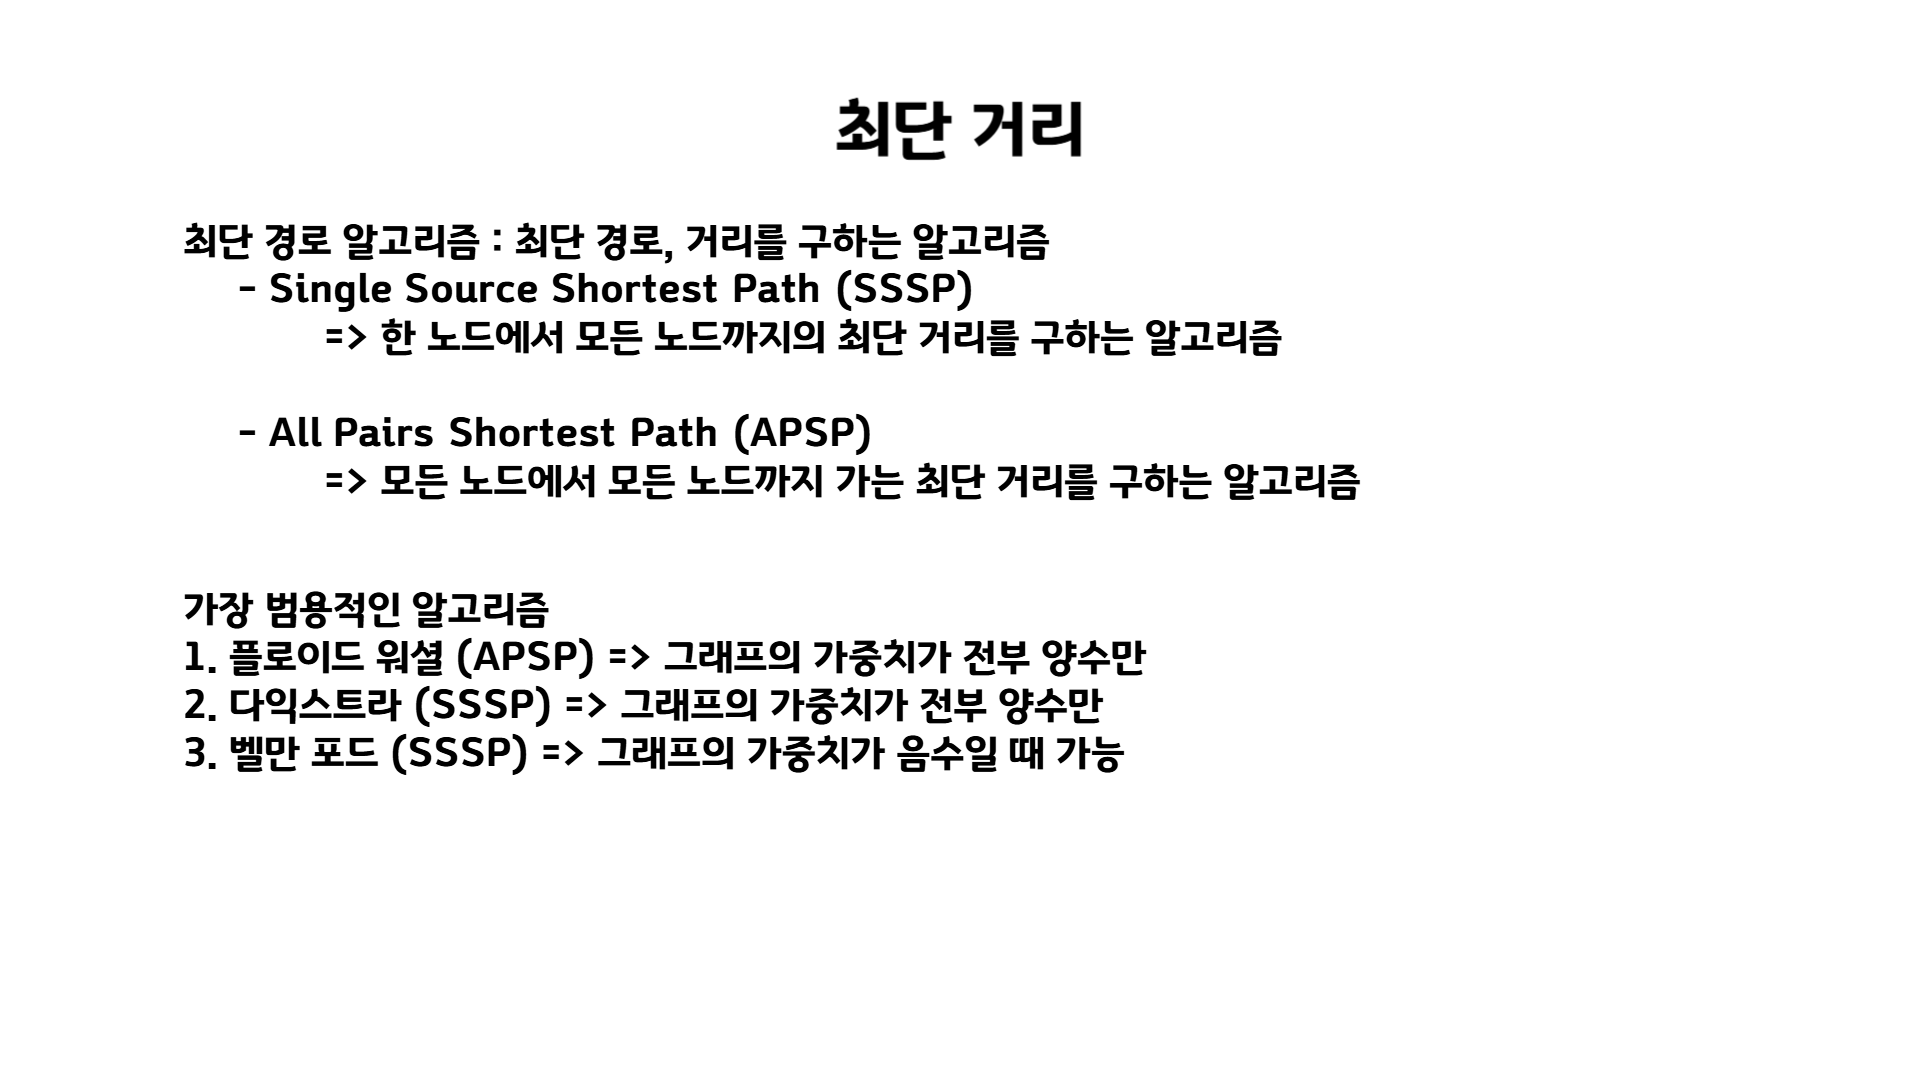 최단 거리
최단 경로 알고리즘 : 최단 경로, 거리를 구하는 알고리즘
- Single Source Shortest Path (SSSP)
=> 한 노드에서 모든 노드까지의 최단 거리를 구하는 알고리즘
- All Pairs Shortest Path (APSP)
=> 모든 노드에서 모든 노드까지 가는 최단 거리를 구하는 알고리즘
가장 범용적인 알고리즘
1. 플로이드 워셜 (APSP) => 그래프의 가중치가 전부 양수만
2. 다익스트라 (SSSP) => 그래프의 가중치가 전부 양수만
3. 벨만 포드 (SSSP) => 그래프의 가중치가 음수일 때 가능